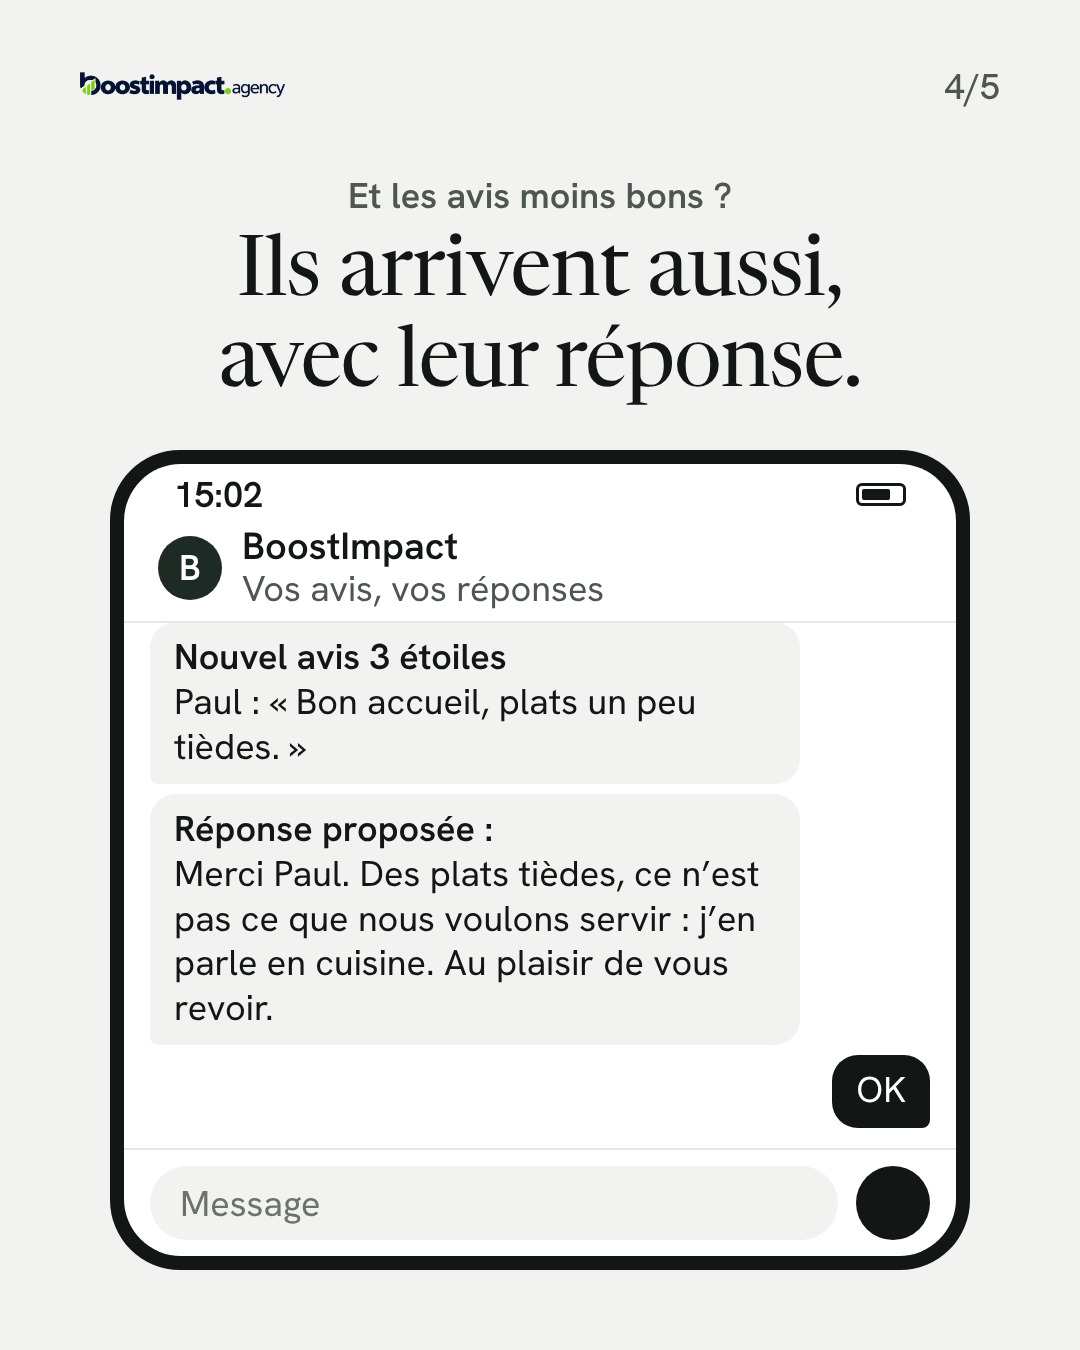 boostimpact.agency
4/5
Et les avis moins bons ?
Ils arrivent aussi,
avec leur réponse.
15:02
B
BoostImpact
Vos avis, vos réponses
Nouvel avis 3 étoiles
Paul : « Bon accueil, plats un peu
tièdes. »
Réponse proposée :
Merci Paul. Des plats tièdes, ce n’est
pas ce que nous voulons servir : j’en
parle en cuisine. Au plaisir de vous
revoir.
OK
Message